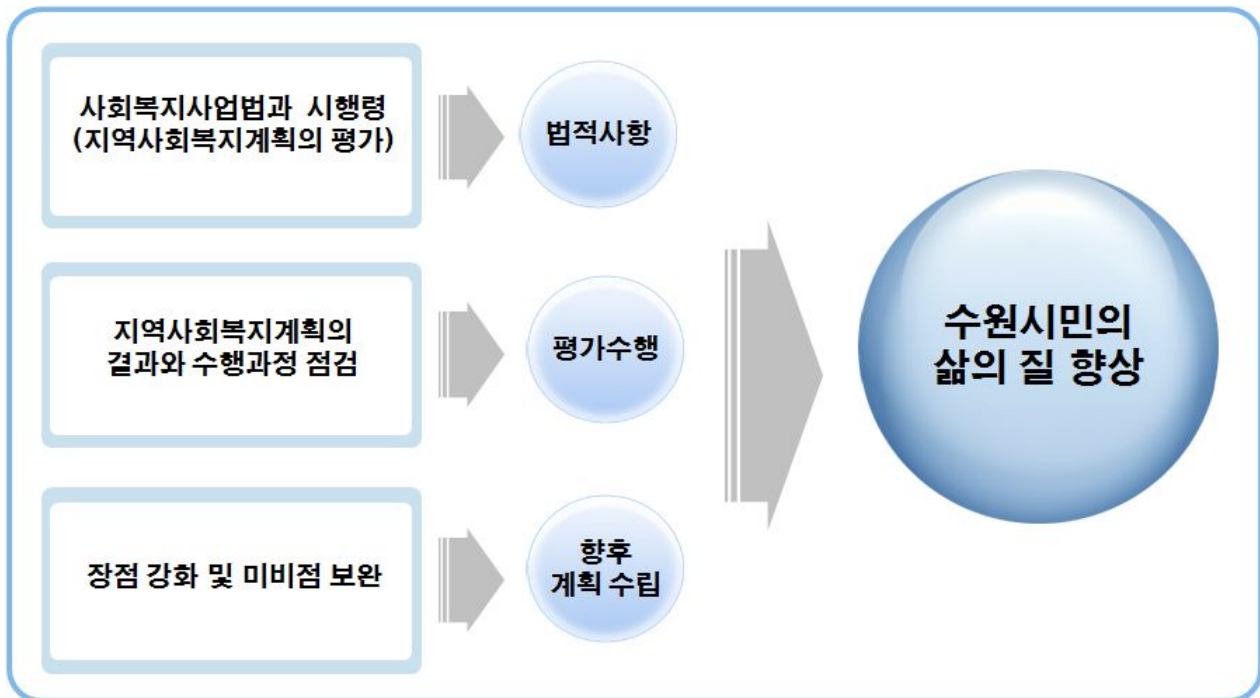 사회복지사업법과 시행령
(지역사회복지계획의 평가)
법적사항
지역사회복지계획의
결과와 수행과정 점검
평가수행
장점 강화 및 미비점 보완
향후
계획 수립
수원시민의
삶의 질 향상